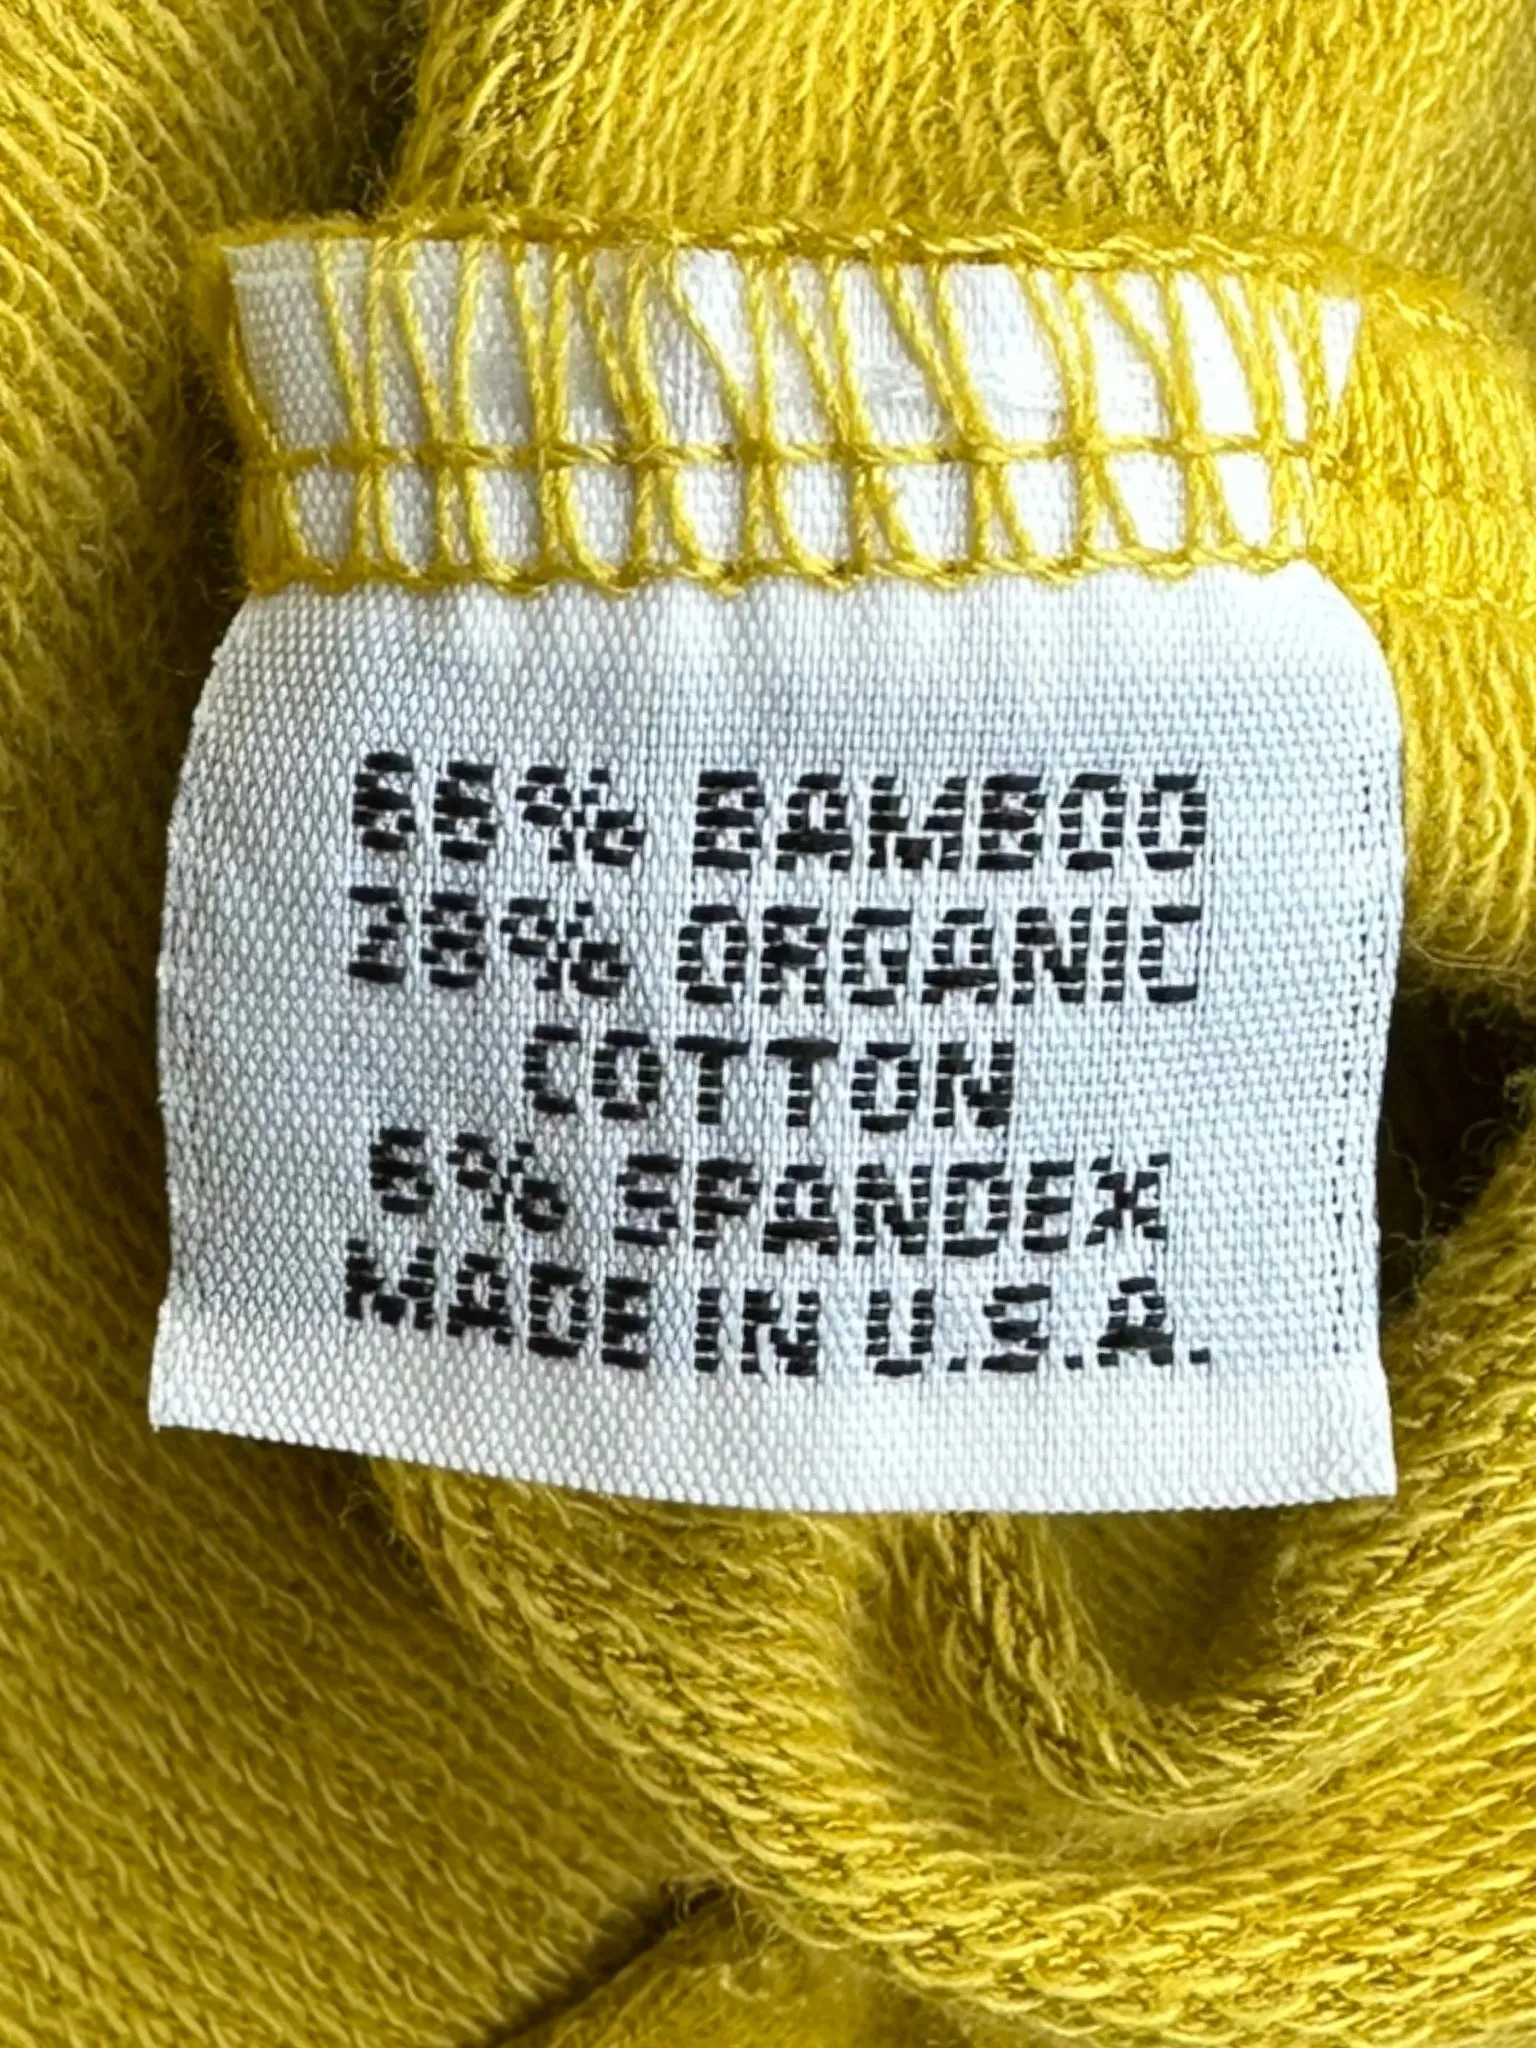 66% BAMBOO
28% ORGANIC
COTTON
6% SPANDEX
MADE IN U.S.A.